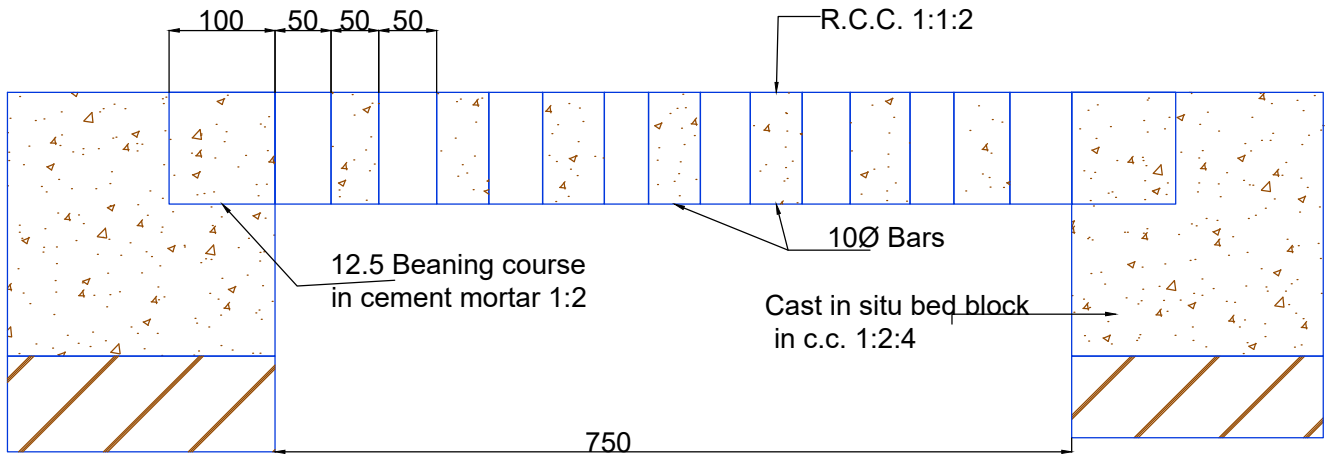 100
50
50
50
R.C.C. 1:1:2
10Ø Bars
12.5 Beaning course
in cement mortar 1:2
Cast in situ bed block
in c.c. 1:2:4
750